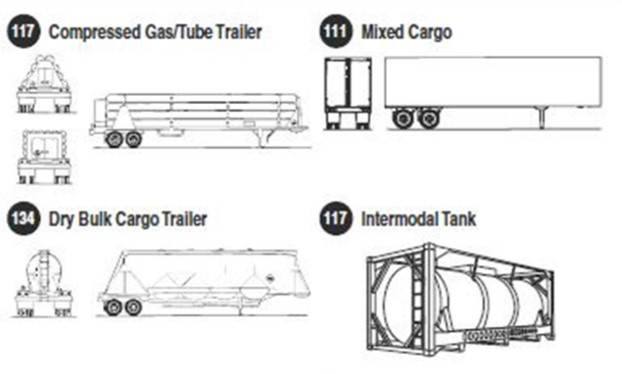 117 Compressed Gas/Tube Trailer
111 Mixed Cargo
134 Dry Bulk Cargo Trailer
117 Intermodal Tank